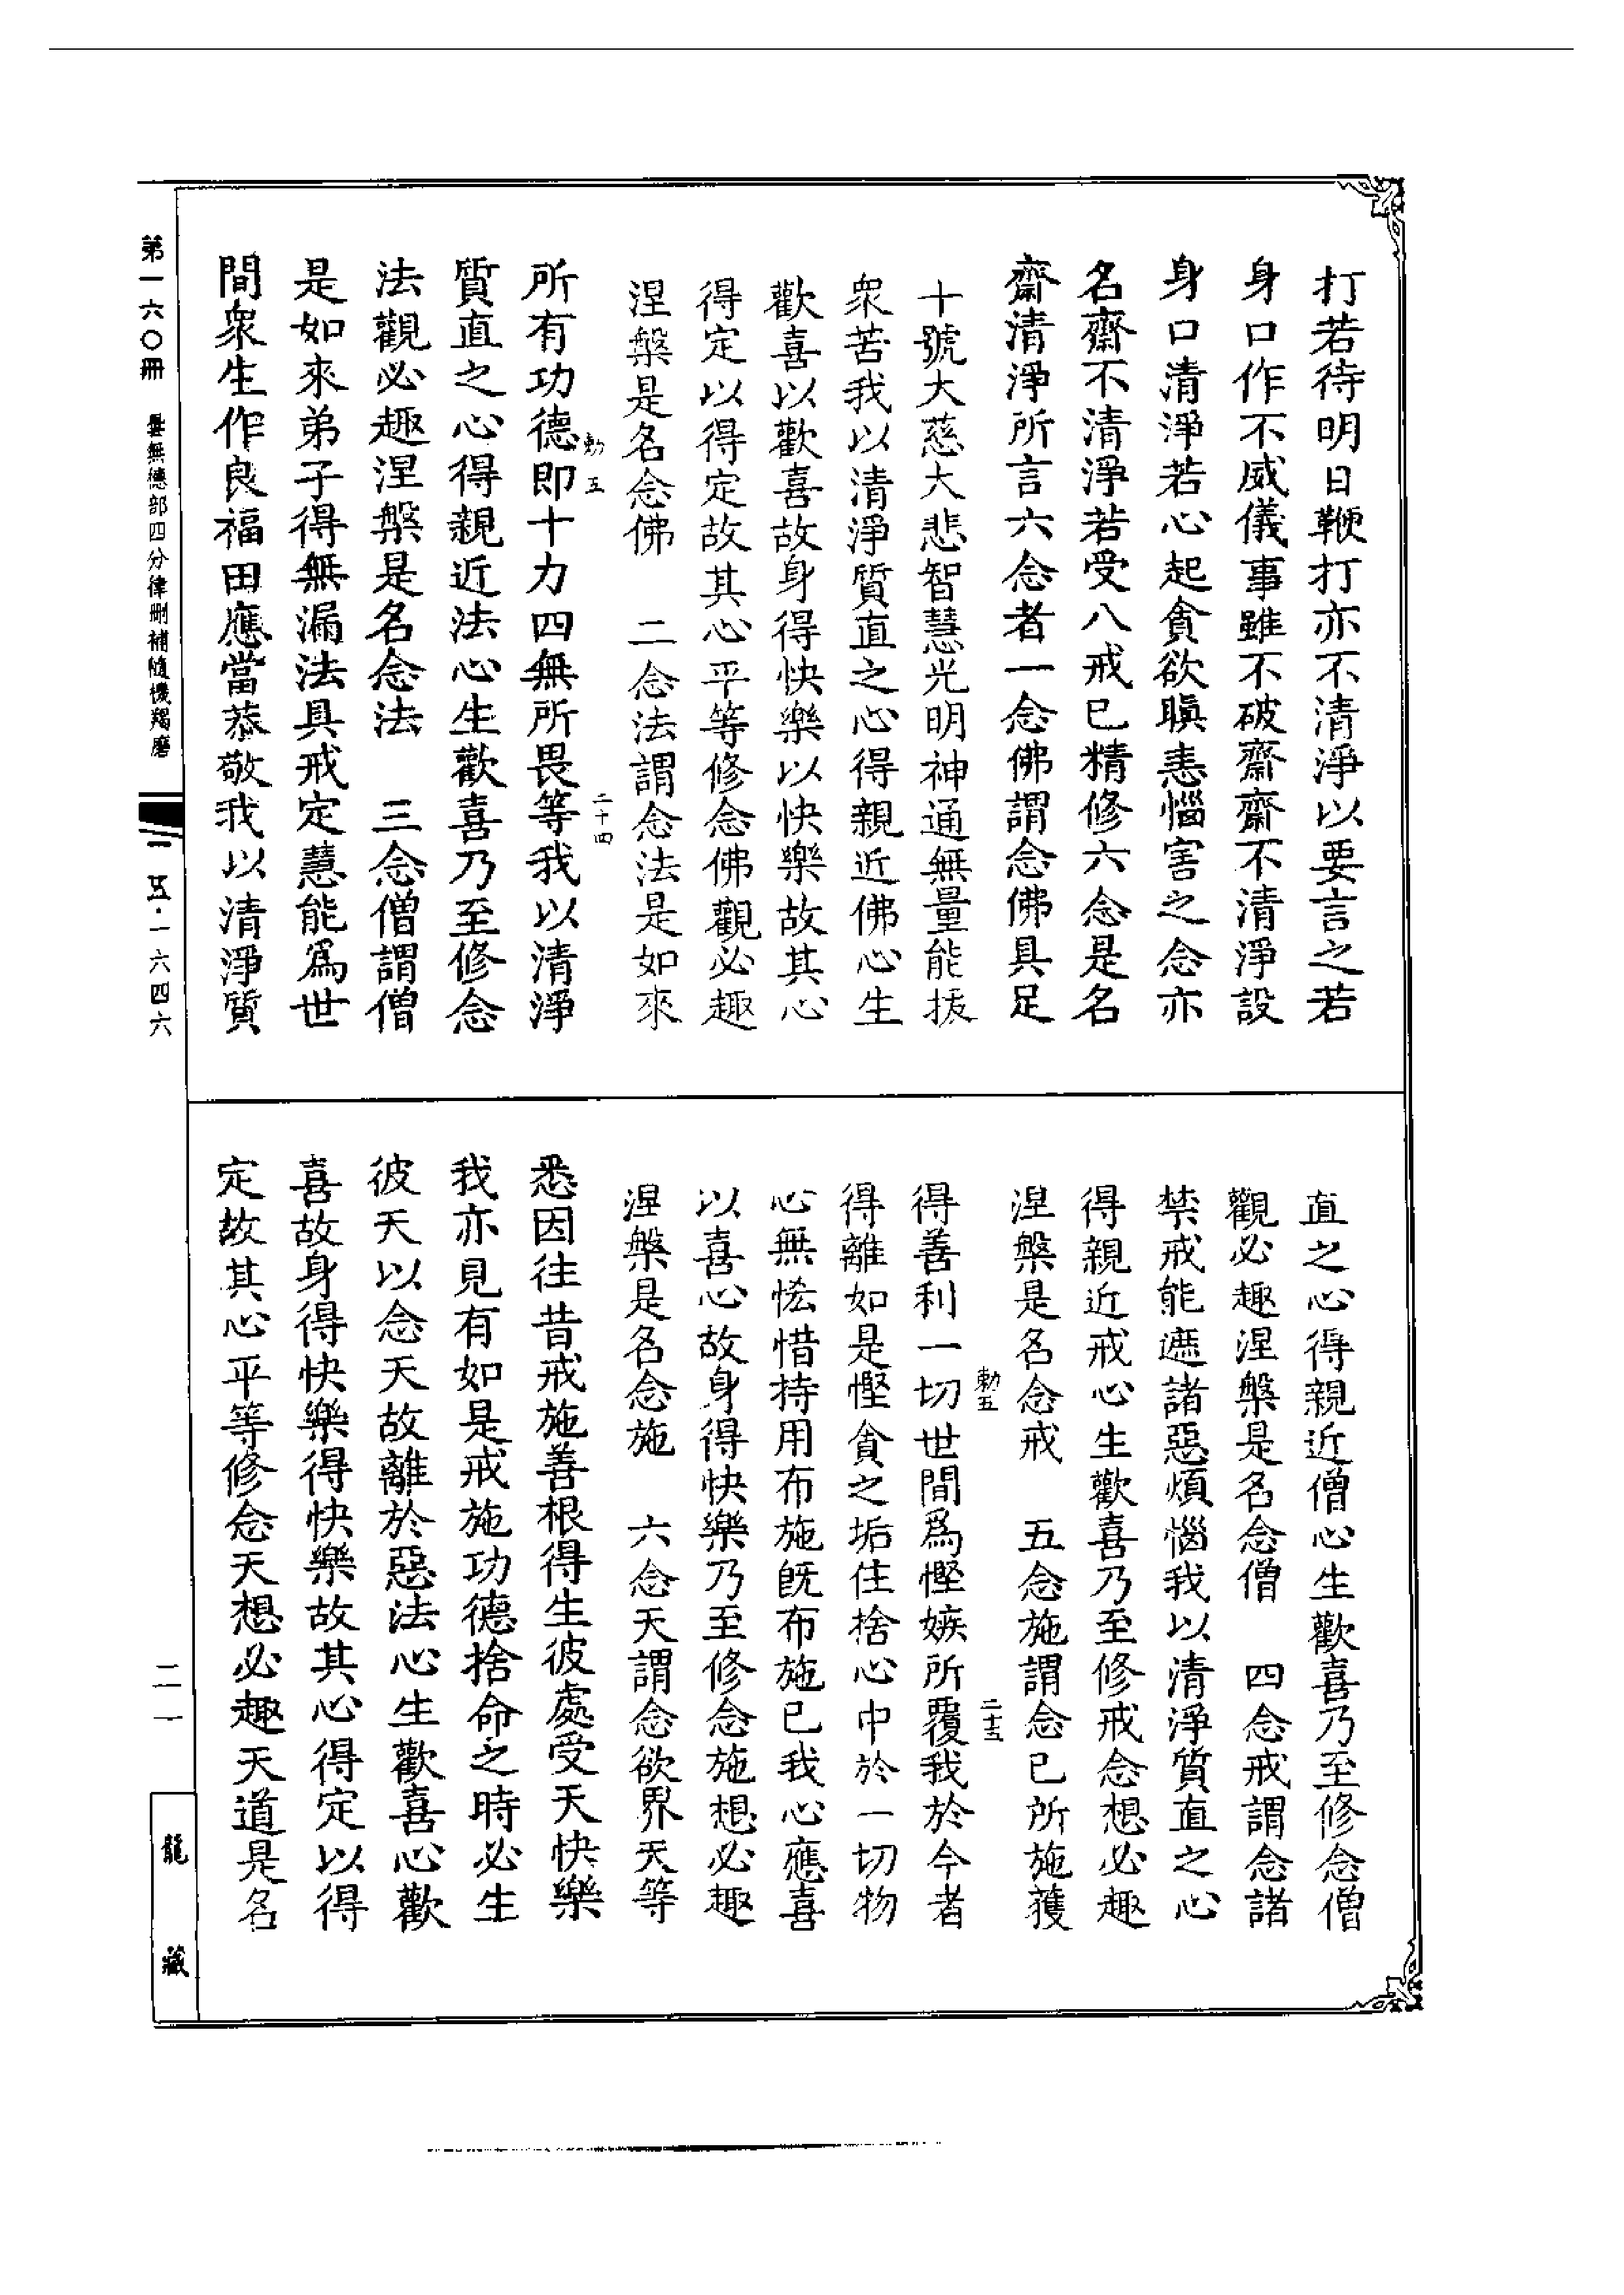 打若待明日鞭打亦不清淨以要言之若
身口作不威儀事雖不破齋齋不清淨設
身口清淨若心起貪欲瞋恚惱害之念亦
名齋不清淨若受八戒已精修六念是名
齋清淨所言六念者一念佛謂念佛具足
十號大慈大悲智慧光明神通無量能拔
衆苦我以清淨質直之心得親近佛心生
歡喜以歡喜故身得快樂以快樂故其心
得定以得定故其心平等修念佛觀必趣
涅槃是名念佛　二念法謂念法是如來
勅五
二十四
所有功德即十力四無所畏等我以清淨
質直之心得親近法心生歡喜乃至修念
法觀必趣涅槃是名念法　三念僧謂僧
是如來弟子得無漏法具戒定慧能爲世
間衆生作良福田應當恭敬我以清淨質
直之心得親近僧心生歡喜乃至修念僧
觀必趣涅槃是名念僧　四念戒謂念諸
禁戒能遮諸惡煩惱我以清淨質直之心
得親近戒心生歡喜乃至修戒念想必趣
涅槃是名念戒　五念施謂念已所施獲
勅五
二十五
得善利一切世間爲慳嫉所覆我於今者
得離如是慳貪之垢住捨心中於一切物
心無恡惜持用布施既布施已我心應喜
以喜心故身得快樂乃至修念施想必趣
涅槃是名念施　六念天謂念欲界天等
悉因往昔戒施善根得生彼處受天快樂
我亦見有如是戒施功德捨命之時必生
彼天以念天故離於惡法心生歡喜心歡
喜故身得快樂得快樂故其心得定以得
定故其心平等修念天想必趣天道是名
第一六〇冊　曇無德部四分律刪補隨機羯磨
二五·一六四六
二一
龍藏